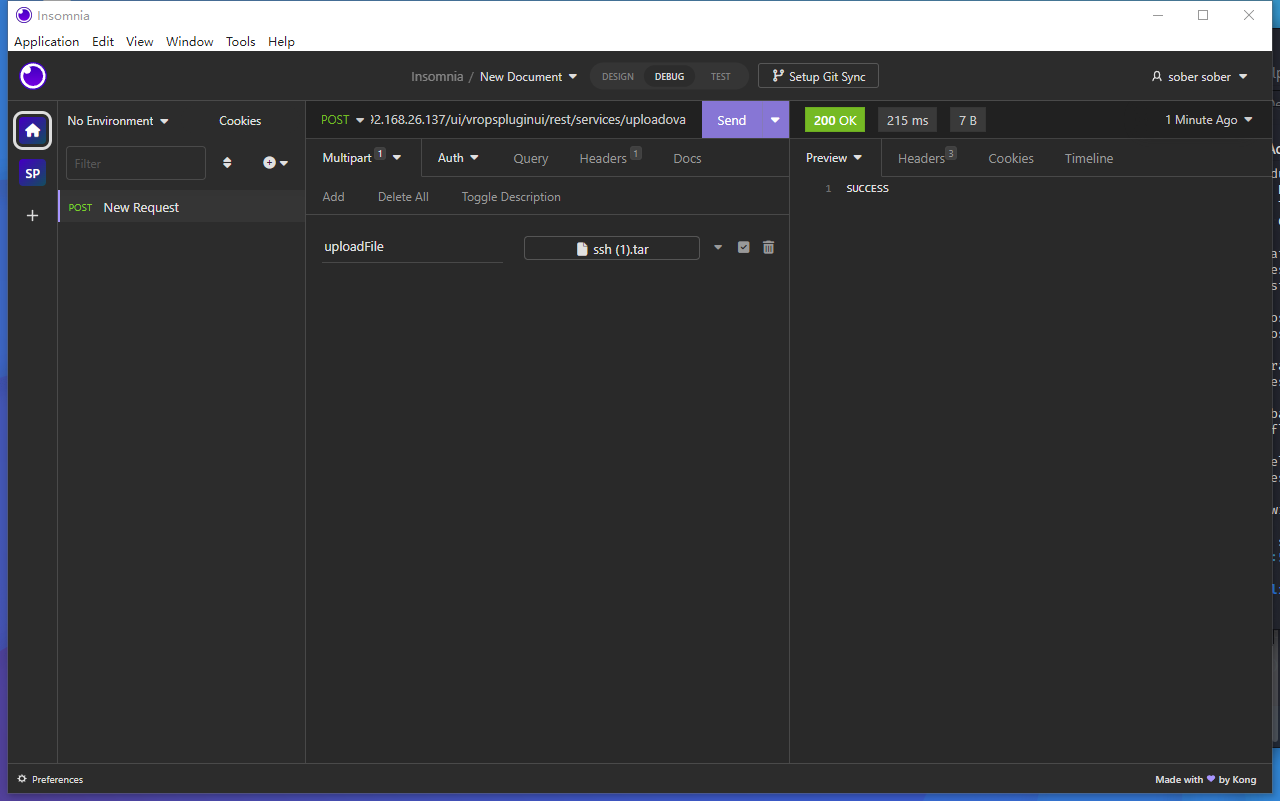 Insomnia
Application Edit View Window Tools Help
Insomnia / New Document DESIGN DEBUG TEST Setup Git Sync sober sober
No Environment Cookies
POST 92.168.26.137/ui/vropspluginui/rest/services/uploadova Send
200 OK 215 ms 7 B 1 Minute Ago
Filter
Multipart 1 Auth Query Headers 1 Docs
Preview Headers 3 Cookies Timeline
SP
Add Delete All Toggle Description
1 SUCCESS
POST New Request
uploadFile ssh (1).tar
Preferences
Made with by Kong